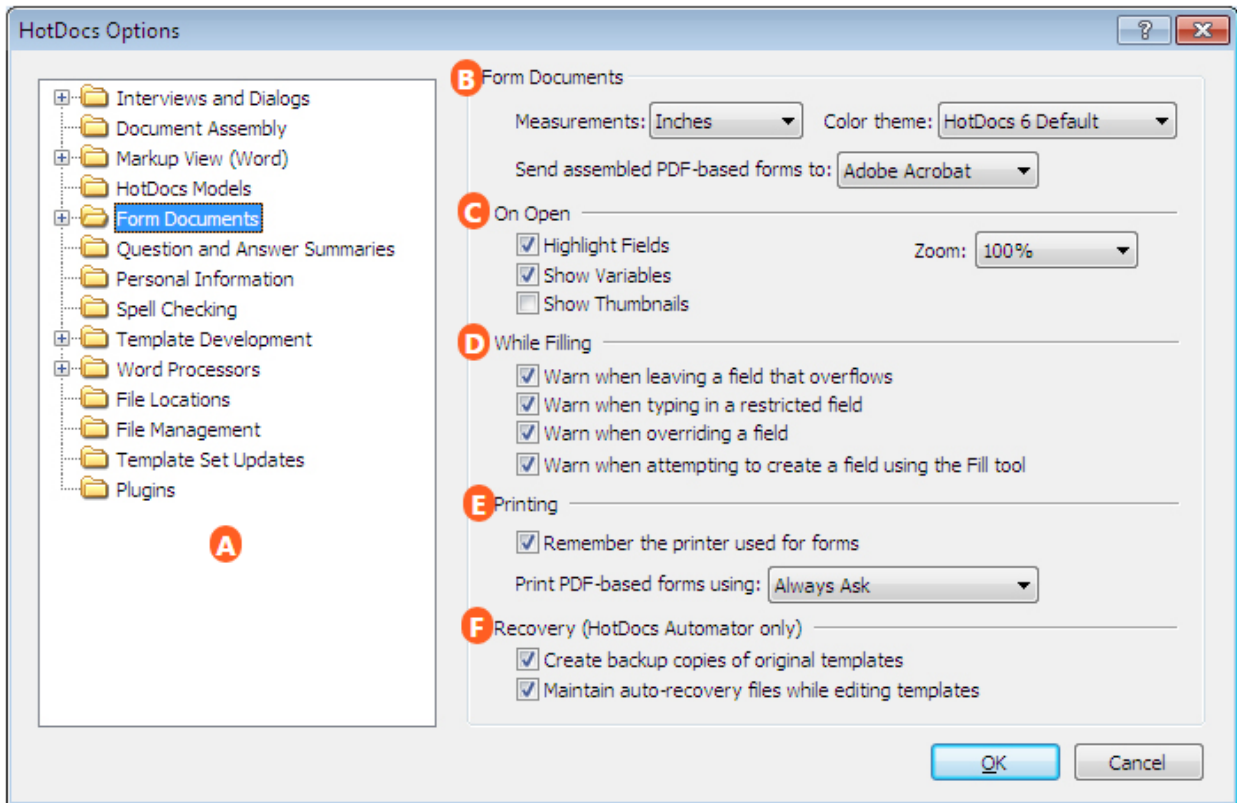 HotDocs Options
Interviews and Dialogs
Document Assembly
Markup View (Word)
HotDocs Models
Form Documents
Question and Answer Summaries
Personal Information
Spell Checking
Template Development
Word Processors
File Locations
File Management
Template Set Updates
Plugins
A
B Form Documents
Measurements: Inches Color theme: HotDocs 6 Default
Send assembled PDF-based forms to: Adobe Acrobat
C On Open
Highlight Fields Zoom: 100%
Show Variables
Show Thumbnails
D While Filling
Warn when leaving a field that overflows
Warn when typing in a restricted field
Warn when overriding a field
Warn when attempting to create a field using the Fill tool
E Printing
Remember the printer used for forms
Print PDF-based forms using: Always Ask
F Recovery (HotDocs Automator only)
Create backup copies of original templates
Maintain auto-recovery files while editing templates
OK Cancel